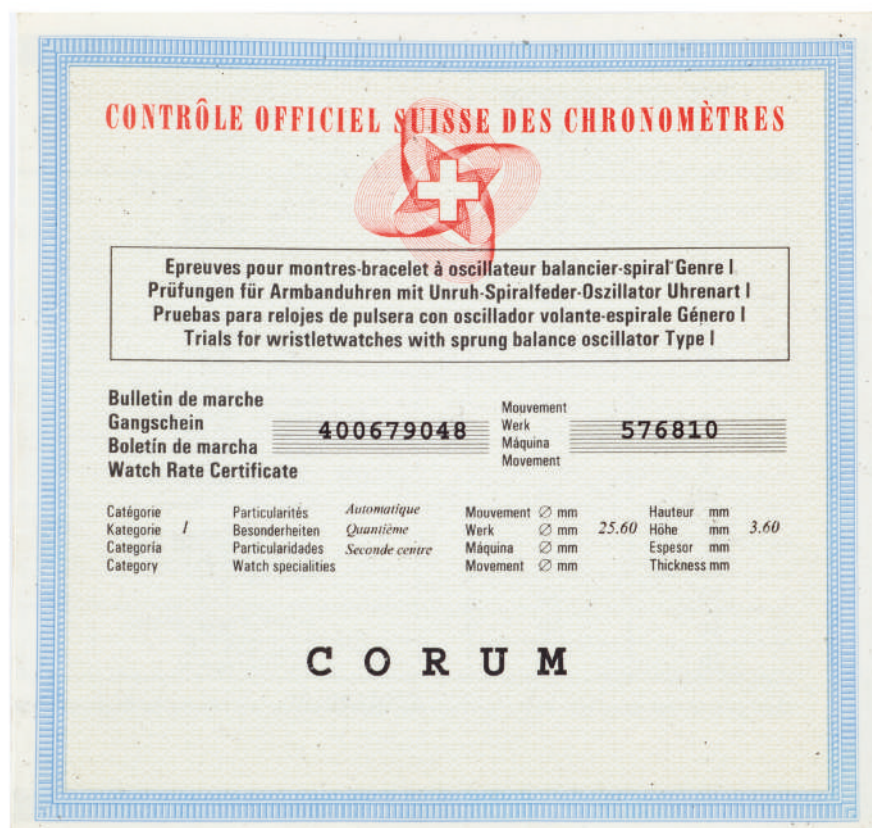 CONTRÔLE OFFICIEL SUISSE DES CHRONOMÈTRES
Epreuves pour montres-bracelet à oscillateur balancier-spiral Genre I
Prüfungen für Armbanduhren mit Unruh-Spiralfeder-Oszillator Uhrenart I
Pruebas para relojes de pulsera con oscillador volante-espirale Género I
Trials for wristletwatches with sprung balance oscillator Type I
Bulletin de marche
Gangschein
Boletín de marcha
Watch Rate Certificate
400679048
Mouvement
Werk
Máquina
Movement
576810
Catégorie
Kategorie 1
Categoría
Category
Particularités Automatique
Besonderheiten Quantième
Particularidades Seconde centre
Watch specialities
Mouvement ∅ mm
Werk ∅ mm 25.60
Máquina ∅ mm
Movement ∅ mm
Hauteur mm
Höhe mm 3.60
Espesor mm
Thickness mm
CORUM